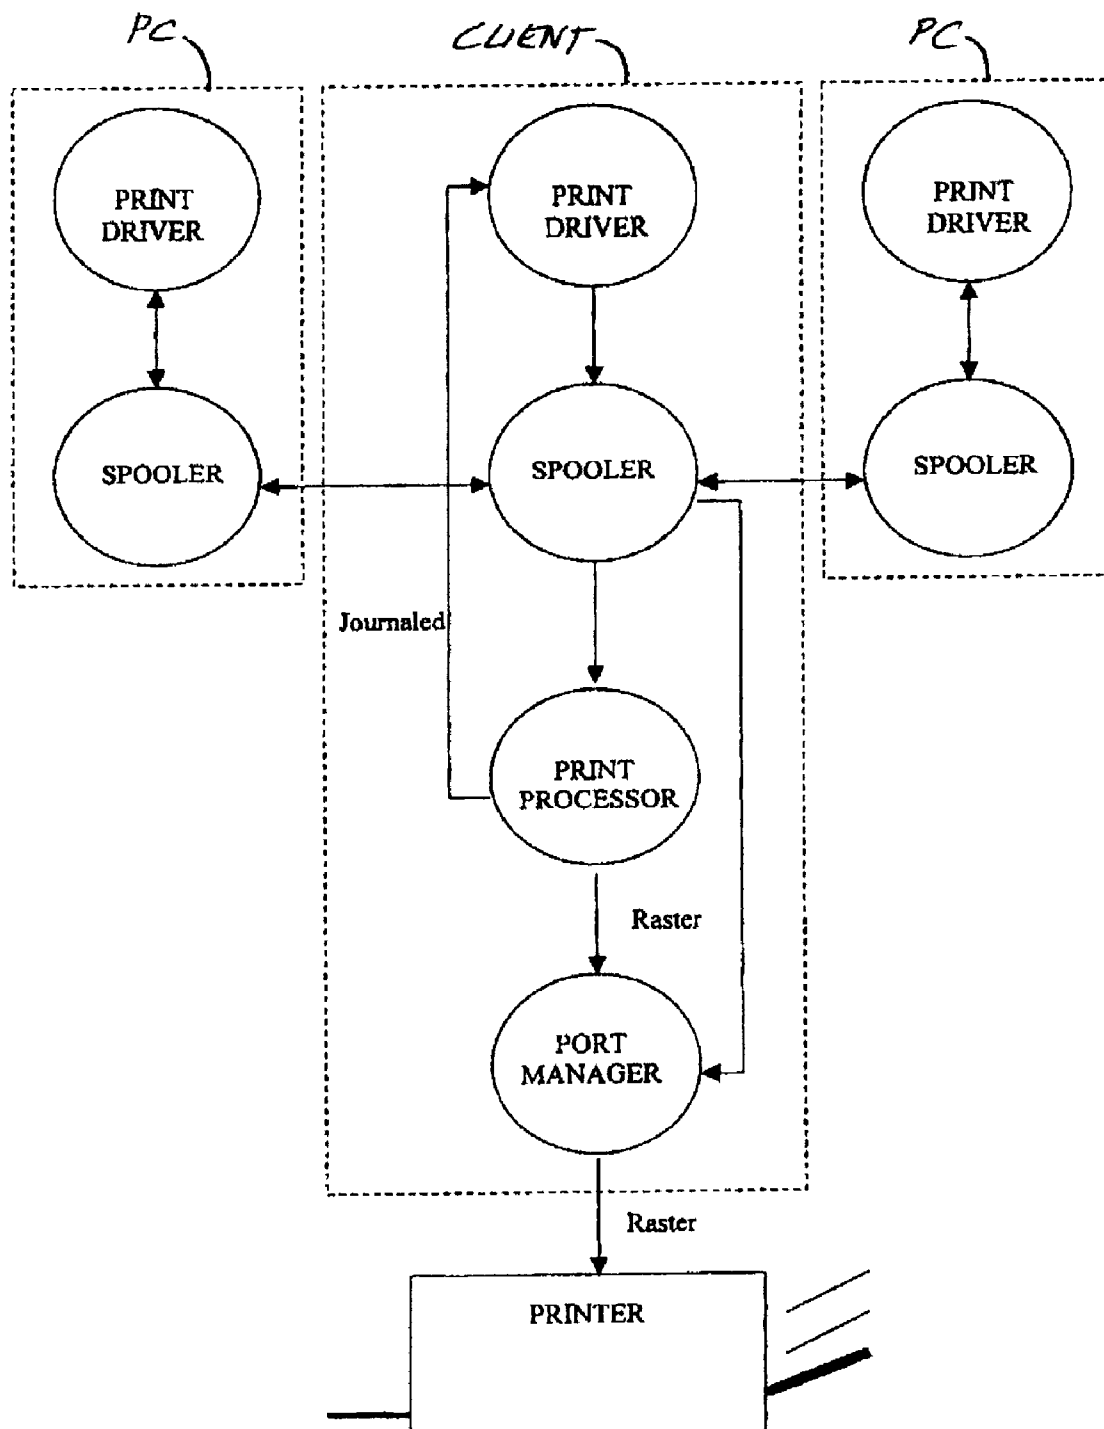 PC
CLIENT
PC
PRINT
DRIVER
PRINT
DRIVER
PRINT
DRIVER
SPOOLER
SPOOLER
SPOOLER
Journaled
PRINT
PROCESSOR
Raster
PORT
MANAGER
Raster
PRINTER